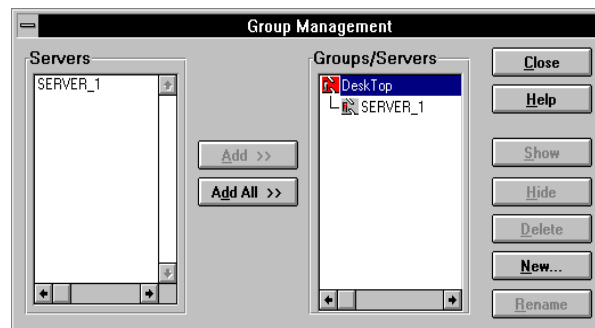 Group Management
Servers
SERVER_1
Add >>
Add All >>
Groups/Servers
DeskTop
SERVER_1
Close
Help
Show
Hide
Delete
New...
Rename